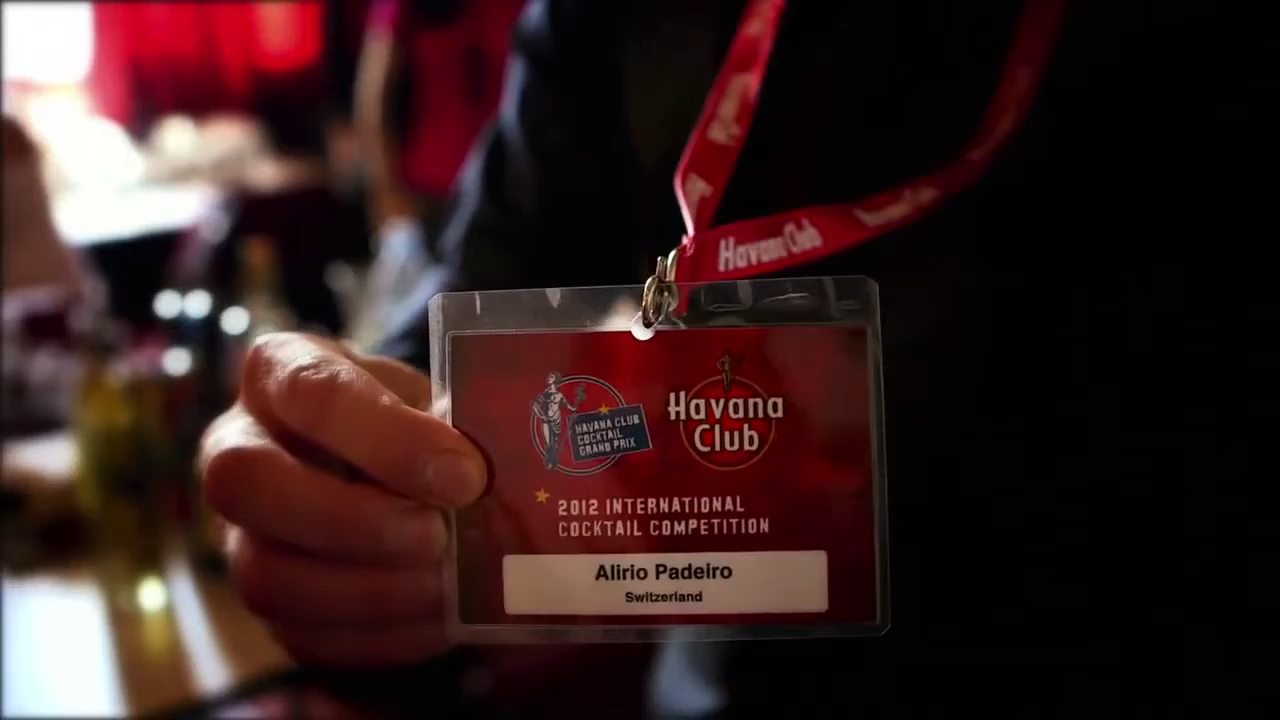 Havana Club
HAVANA CLUB
COCKTAIL
GRAND PRIX
Havana
Club
2012 INTERNATIONAL
COCKTAIL COMPETITION
Alirio Padeiro
Switzerland